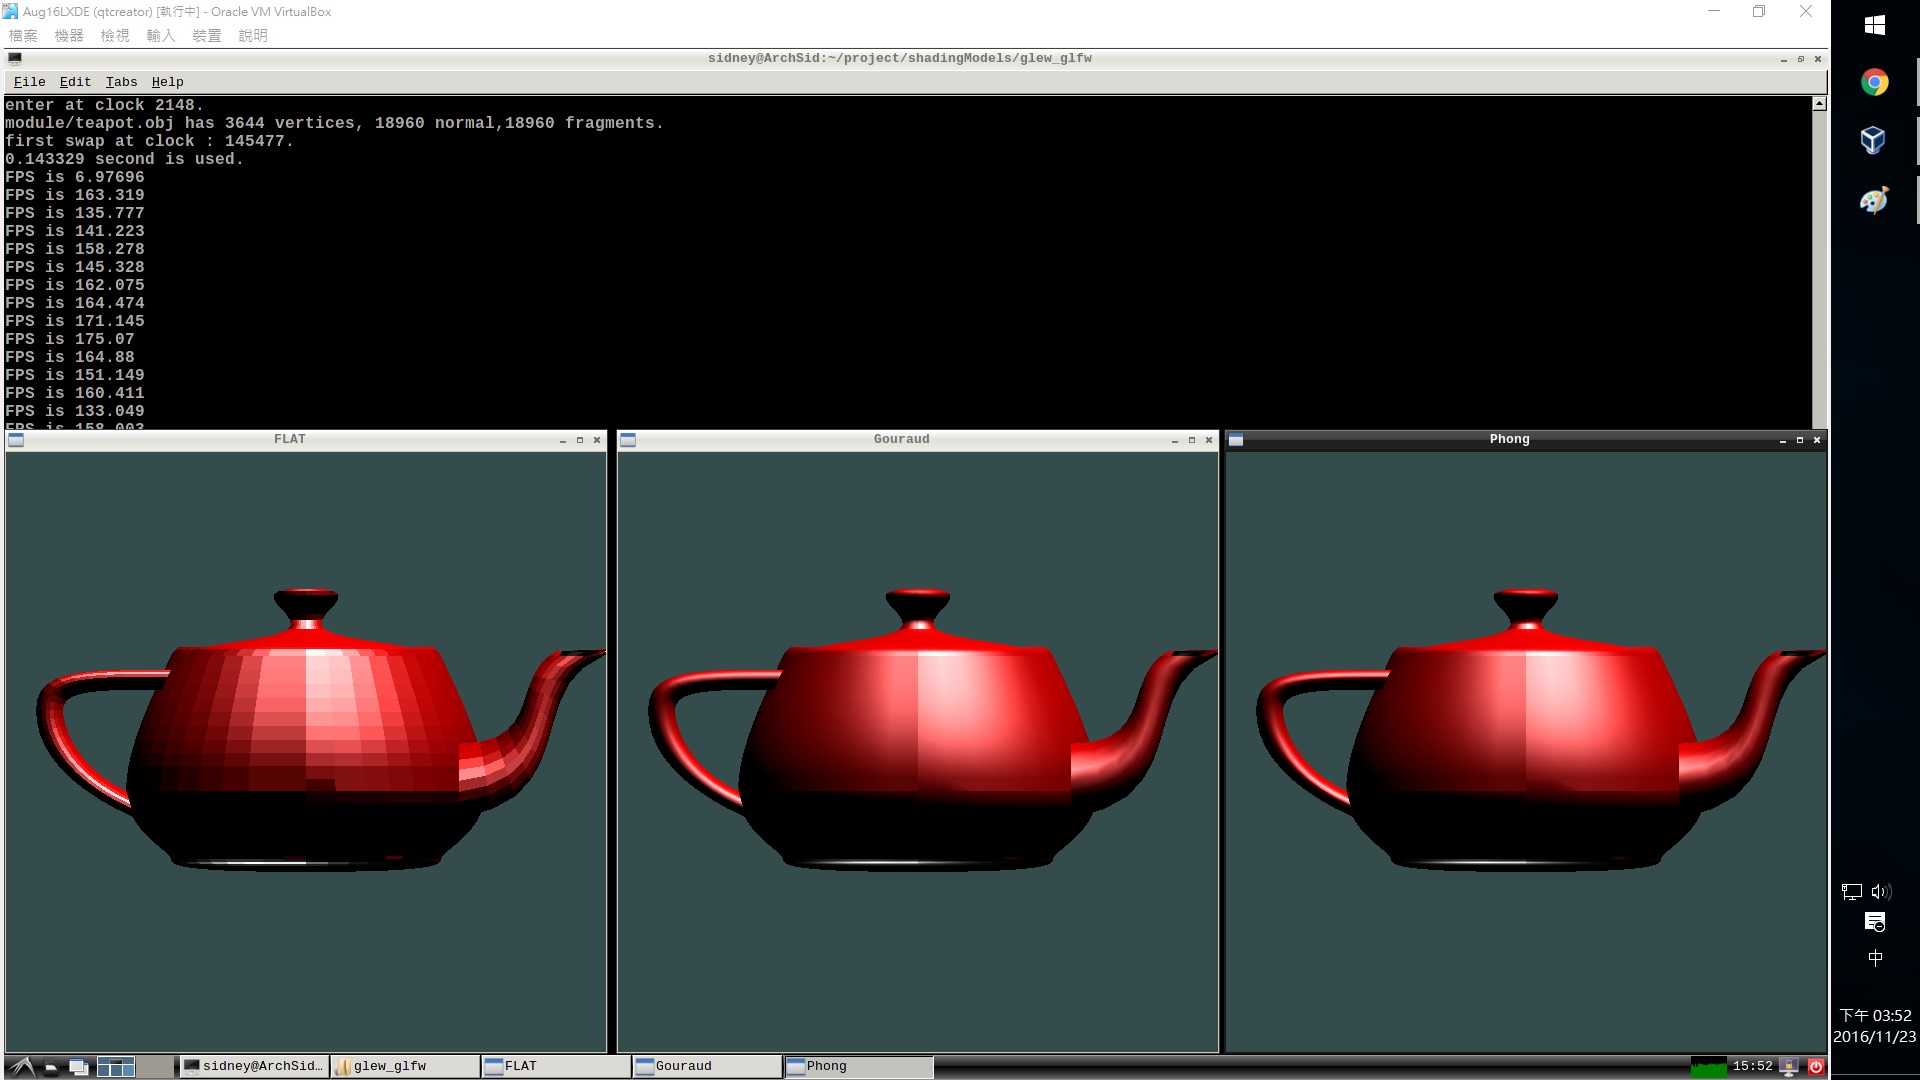 Aug16LXDE (qtcreator) [執行中] - Oracle VM VirtualBox
檔案 機器 檢視 輸入 裝置 說明
sidney@ArchSid:~/project/shadingModels/glew_glfw
File Edit Tabs Help
enter at clock 2148.
module/teapot.obj has 3644 vertices, 18960 normal,18960 fragments.
first swap at clock : 145477.
0.143329 second is used.
FPS is 6.97696
FPS is 163.319
FPS is 135.777
FPS is 141.223
FPS is 158.278
FPS is 145.328
FPS is 162.075
FPS is 164.474
FPS is 171.145
FPS is 175.07
FPS is 164.88
FPS is 151.149
FPS is 160.411
FPS is 133.049
FPS is 158.003
FLAT
Gouraud
Phong
sidney@ArchSid...
glew_glfw
FLAT
Gouraud
Phong
15:52
中
下午 03:52
2016/11/23